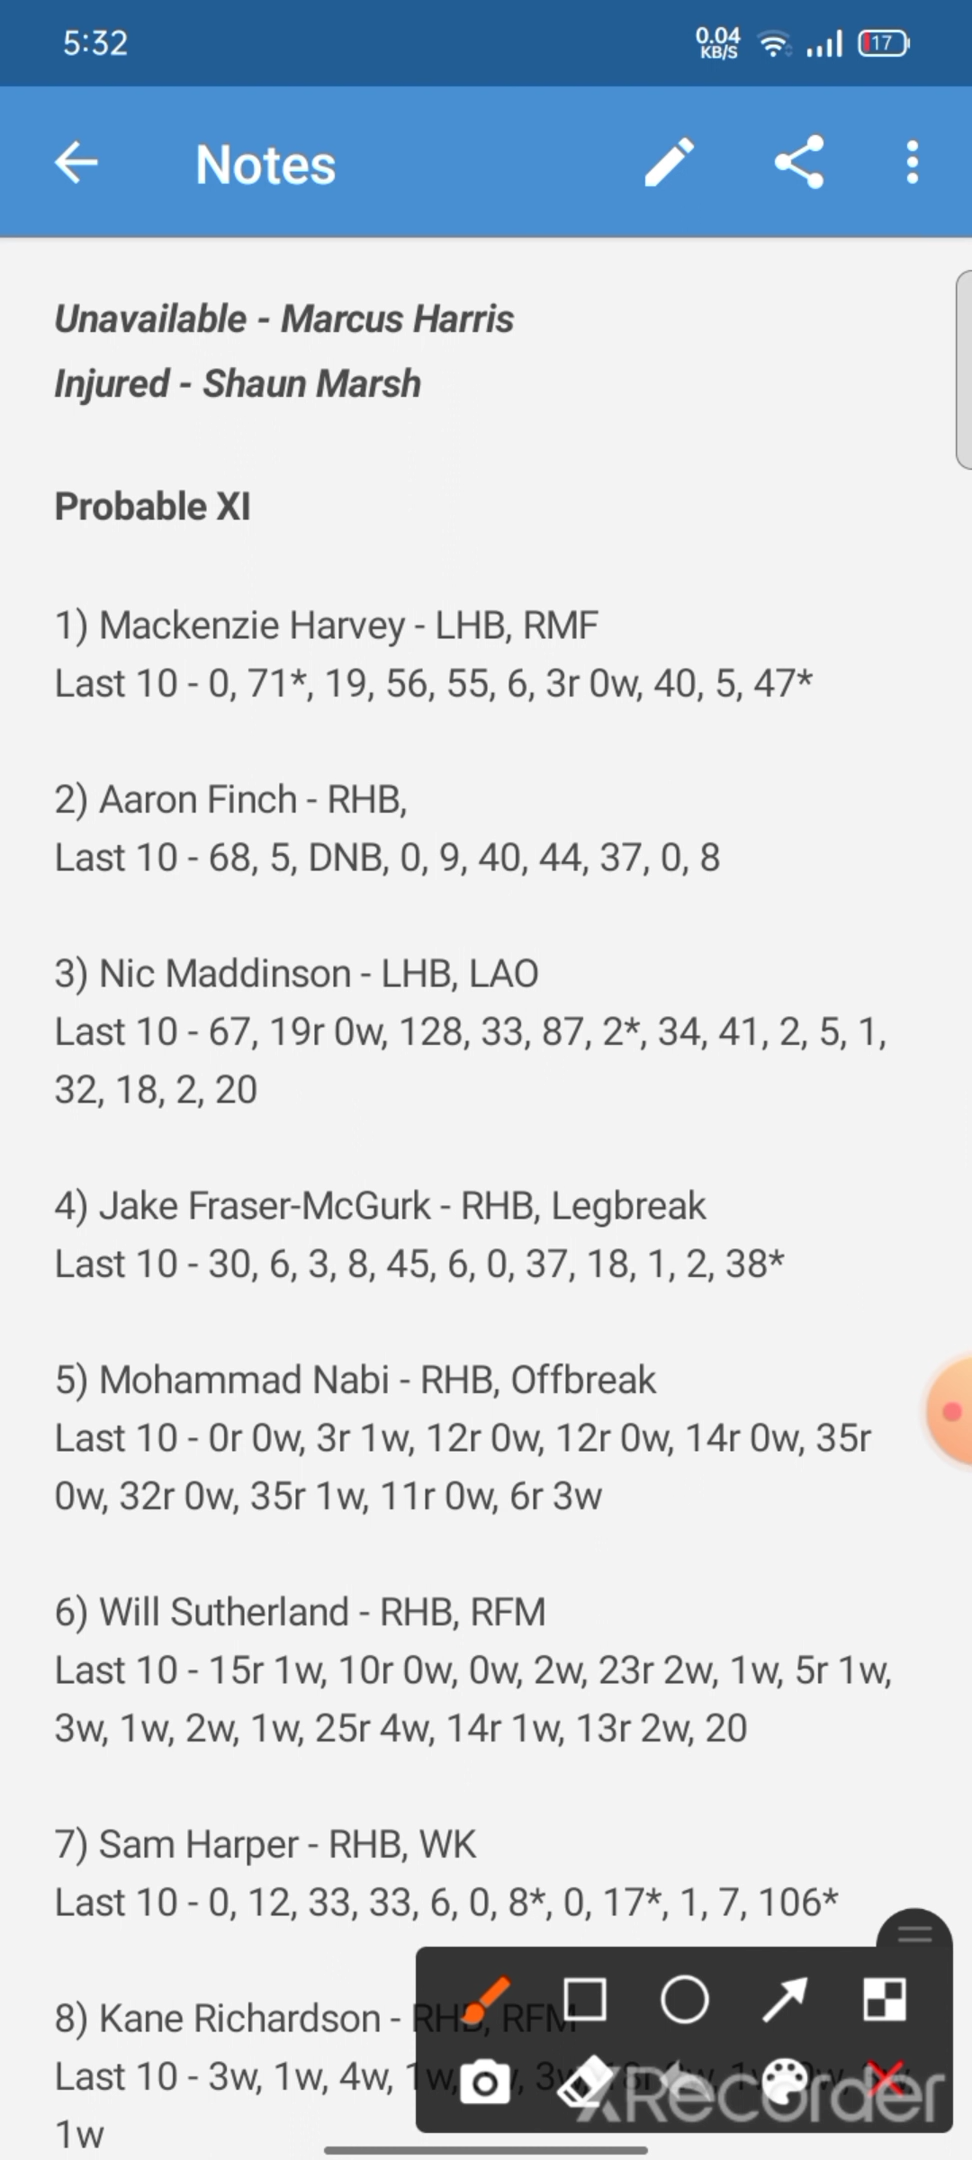 5:32
0.04
KB/S
17
Notes
Unavailable - Marcus Harris
Injured - Shaun Marsh
Probable XI
1) Mackenzie Harvey - LHB, RMF
Last 10 - 0, 71*, 19, 56, 55, 6, 3r 0w, 40, 5, 47*
2) Aaron Finch - RHB,
Last 10 - 68, 5, DNB, 0, 9, 40, 44, 37, 0, 8
3) Nic Maddinson - LHB, LAO
Last 10 - 67, 19r 0w, 128, 33, 87, 2*, 34, 41, 2, 5, 1,
32, 18, 2, 20
4) Jake Fraser-McGurk - RHB, Legbreak
Last 10 - 30, 6, 3, 8, 45, 6, 0, 37, 18, 1, 2, 38*
5) Mohammad Nabi - RHB, Offbreak
Last 10 - 0r 0w, 3r 1w, 12r 0w, 12r 0w, 14r 0w, 35r
0w, 32r 0w, 35r 1w, 11r 0w, 6r 3w
6) Will Sutherland - RHB, RFM
Last 10 - 15r 1w, 10r 0w, 0w, 2w, 23r 2w, 1w, 5r 1w,
3w, 1w, 2w, 1w, 25r 4w, 14r 1w, 13r 2w, 20
7) Sam Harper - RHB, WK
Last 10 - 0, 12, 33, 33, 6, 0, 8*, 0, 17*, 1, 7, 106*
8) Kane Richardson - RHB, RFM
Last 10 - 3w, 1w, 4w, 1w,
1w
XRecorder